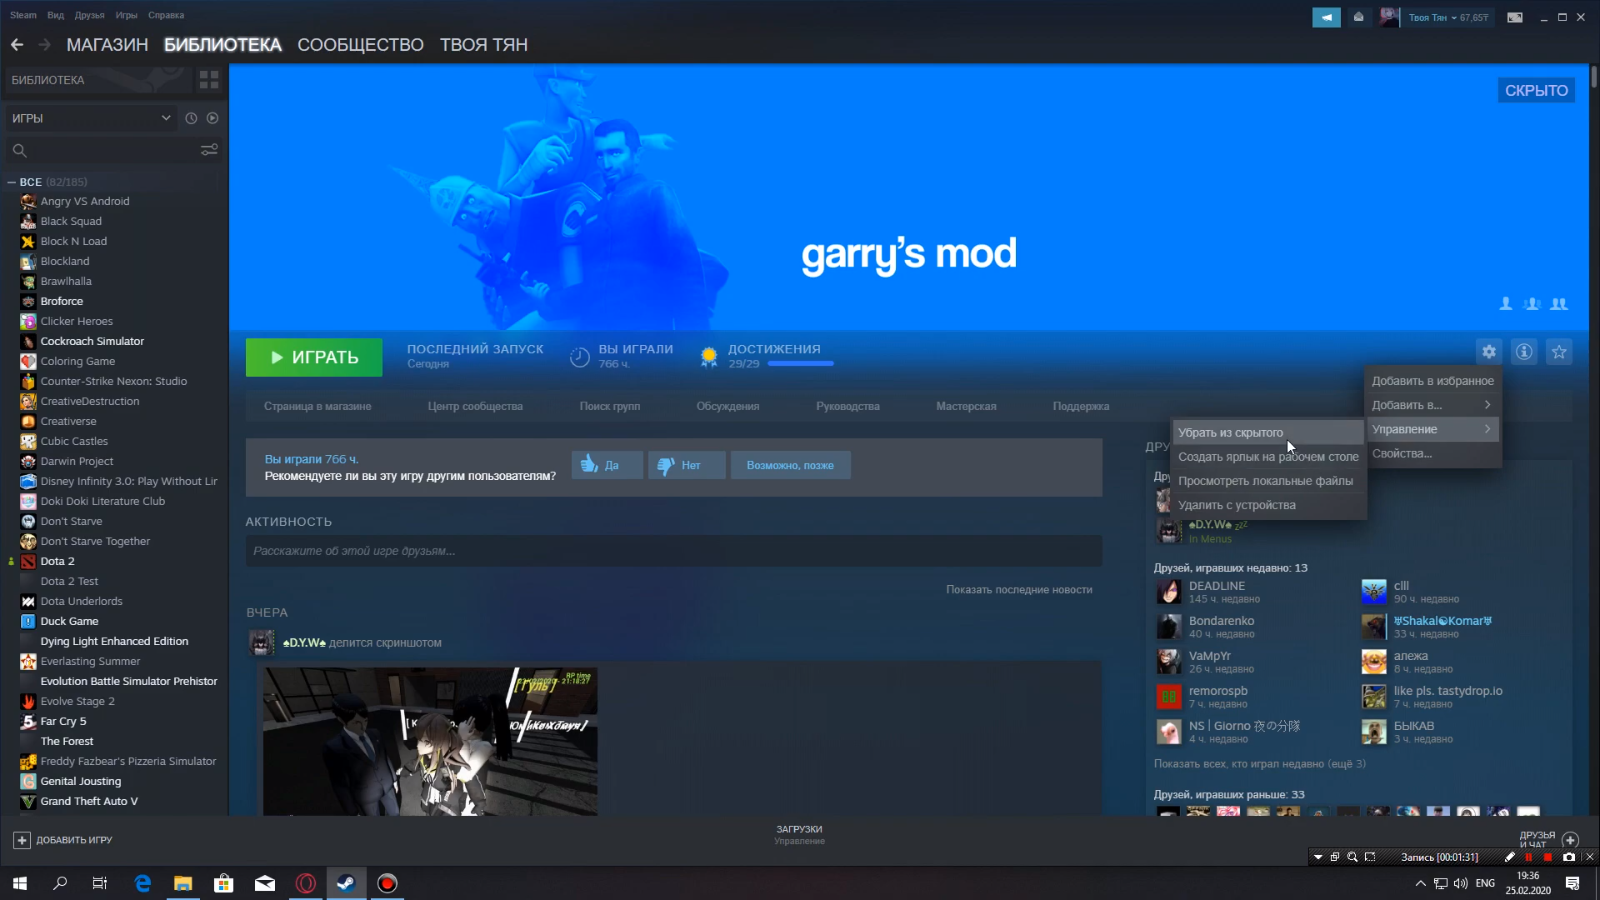 Steam Вид Друзья Игры Справка
Твоя Тян 67,65₸
МАГАЗИН БИБЛИОТЕКА СООБЩЕСТВО ТВОЯ ТЯН
БИБЛИОТЕКА
ИГРЫ
ВСЕ (82/185)
Angry VS Android
Black Squad
Block N Load
Blockland
Brawlhalla
Broforce
Clicker Heroes
Cockroach Simulator
Coloring Game
Counter-Strike Nexon: Studio
CreativeDestruction
Creativerse
Cubic Castles
Darwin Project
Disney Infinity 3.0: Play Without Lir
Doki Doki Literature Club
Don't Starve
Don't Starve Together
Dota 2
Dota 2 Test
Dota Underlords
Duck Game
Dying Light Enhanced Edition
Everlasting Summer
Evolution Battle Simulator Prehistor
Evolve Stage 2
Far Cry 5
The Forest
Freddy Fazbear's Pizzeria Simulator
Genital Jousting
Grand Theft Auto V
СКРЫТО
garry's mod
ИГРАТЬ
ПОСЛЕДНИЙ ЗАПУСК
Сегодня
ВЫ ИГРАЛИ
766 ч.
ДОСТИЖЕНИЯ
29/29
Добавить в избранное
Добавить в...
Управление
Свойства...
Убрать из скрытого
Создать ярлык на рабочем столе
Просмотреть локальные файлы
Удалить с устройства
Страница в магазине Центр сообщества Поиск групп Обсуждения Руководства Мастерская Поддержка
Вы играли 766 ч.
Рекомендуете ли вы эту игру другим пользователям?
Да Нет Возможно, позже
АКТИВНОСТЬ
Расскажите об этой игре друзьям...
Показать последние новости
ВЧЕРА
♠D.Y.W♠ делится скриншотом
RP time
21:18:27
ДРУ
Дру
♠D.Y.W♠ zzz
In Menus
Друзей, игравших недавно: 13
DEADLINE
145 ч. недавно
clll
90 ч. недавно
Bondarenko
40 ч. недавно
♅Shakal☯Komar♅
33 ч. недавно
VaMpYr
26 ч. недавно
алежа
8 ч. недавно
remorospb
7 ч. недавно
like pls. tastydrop.io
7 ч. недавно
NS | Giorno 夜の分隊
4 ч. недавно
БЫКАВ
3 ч. недавно
Показать всех, кто играл недавно (ещё 3)
Друзей, игравших раньше: 33
ДОБАВИТЬ ИГРУ
ЗАГРУЗКИ
Управление
ДРУЗЬЯ
И ЧАТ
Запись [00:01:31]
ENG
19:36
25.02.2020